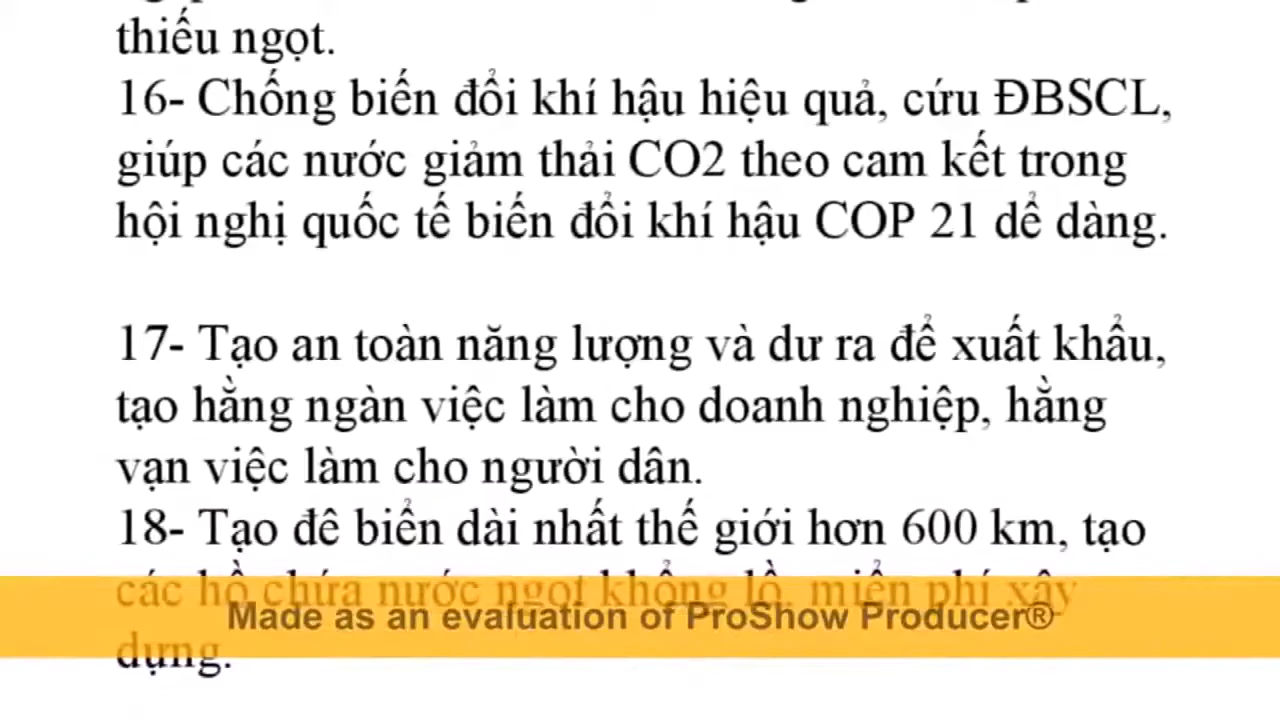 thiếu ngọt.
16- Chống biến đổi khí hậu hiệu quả, cứu ĐBSCL,
giúp các nước giảm thải CO2 theo cam kết trong
hội nghị quốc tế biến đổi khí hậu COP 21 dể dàng.
17- Tạo an toàn năng lượng và dư ra để xuất khẩu,
tạo hằng ngàn việc làm cho doanh nghiệp, hằng
vạn việc làm cho người dân.
18- Tạo đê biển dài nhất thế giới hơn 600 km, tạo
các hồ chứa nước ngọt khổng lồ, miển phí xây
Made as an evaluation of ProShow Producer®
dựng.